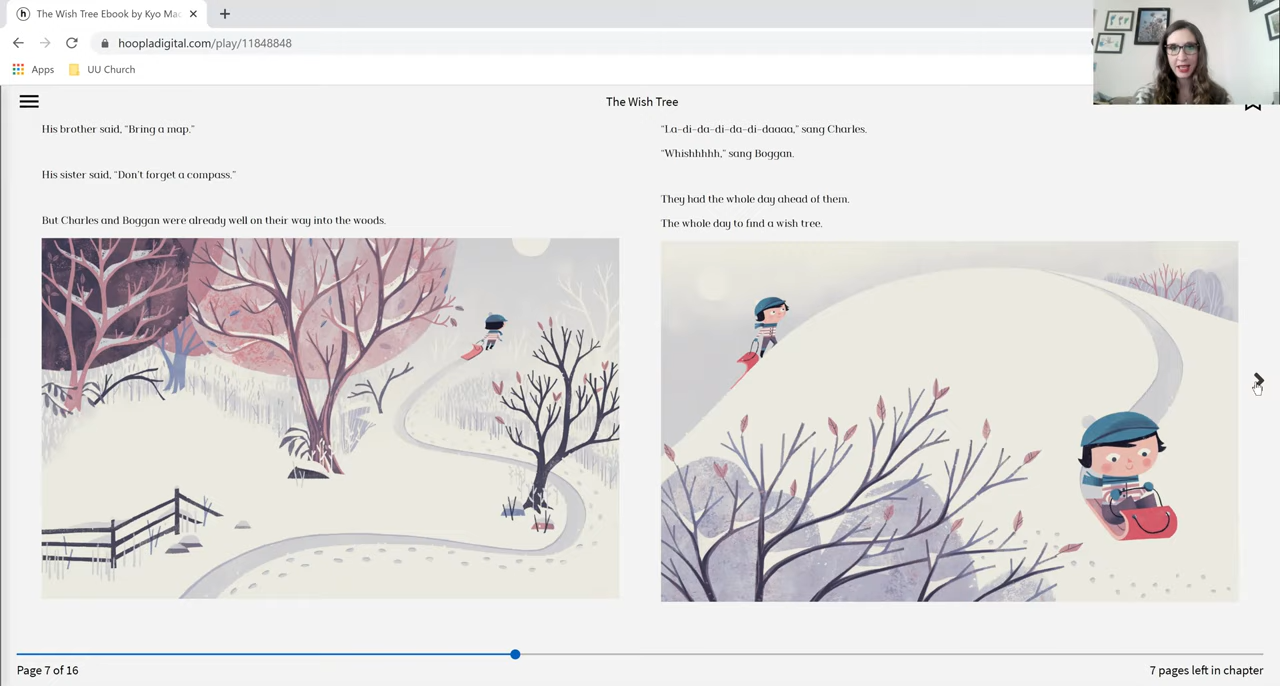 The Wish Tree Ebook by Kyo Mac
hoopladigital.com/play/11848848
Apps
UU Church
The Wish Tree
His brother said, "Bring a map."
His sister said, "Don't forget a compass."
But Charles and Boggan were already well on their way into the woods.
"La-di-da-di-da-di-daaaa," sang Charles.
"Whishhhhh," sang Boggan.
They had the whole day ahead of them.
The whole day to find a wish tree.
Page 7 of 16
7 pages left in chapter